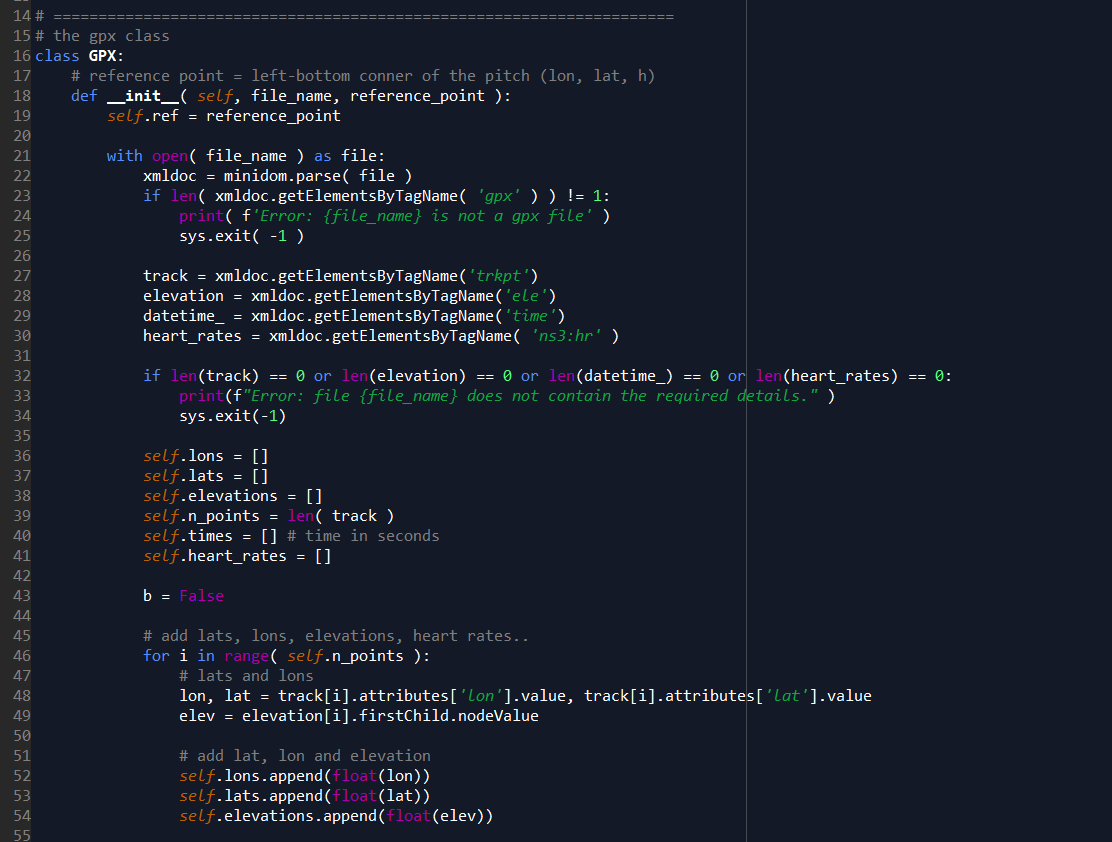 14 # =====================================================================
15 # the gpx class
16 class GPX:
17     # reference point = left-bottom conner of the pitch (lon, lat, h)
18     def __init__( self, file_name, reference_point ):
19         self.ref = reference_point
20
21         with open( file_name ) as file:
22             xmldoc = minidom.parse( file )
23             if len( xmldoc.getElementsByTagName( 'gpx' ) ) != 1:
24                 print( f'Error: {file_name} is not a gpx file' )
25                 sys.exit( -1 )
26
27             track = xmldoc.getElementsByTagName('trkpt')
28             elevation = xmldoc.getElementsByTagName('ele')
29             datetime_ = xmldoc.getElementsByTagName('time')
30             heart_rates = xmldoc.getElementsByTagName( 'ns3:hr' )
31
32             if len(track) == 0 or len(elevation) == 0 or len(datetime_) == 0 or len(heart_rates) == 0:
33                 print(f"Error: file {file_name} does not contain the required details." )
34                 sys.exit(-1)
35
36             self.lons = []
37             self.lats = []
38             self.elevations = []
39             self.n_points = len( track )
40             self.times = [] # time in seconds
41             self.heart_rates = []
42
43             b = False
44
45             # add lats, lons, elevations, heart rates..
46             for i in range( self.n_points ):
47                 # lats and lons
48                 lon, lat = track[i].attributes['lon'].value, track[i].attributes['lat'].value
49                 elev = elevation[i].firstChild.nodeValue
50
51                 # add lat, lon and elevation
52                 self.lons.append(float(lon))
53                 self.lats.append(float(lat))
54                 self.elevations.append(float(elev))
55